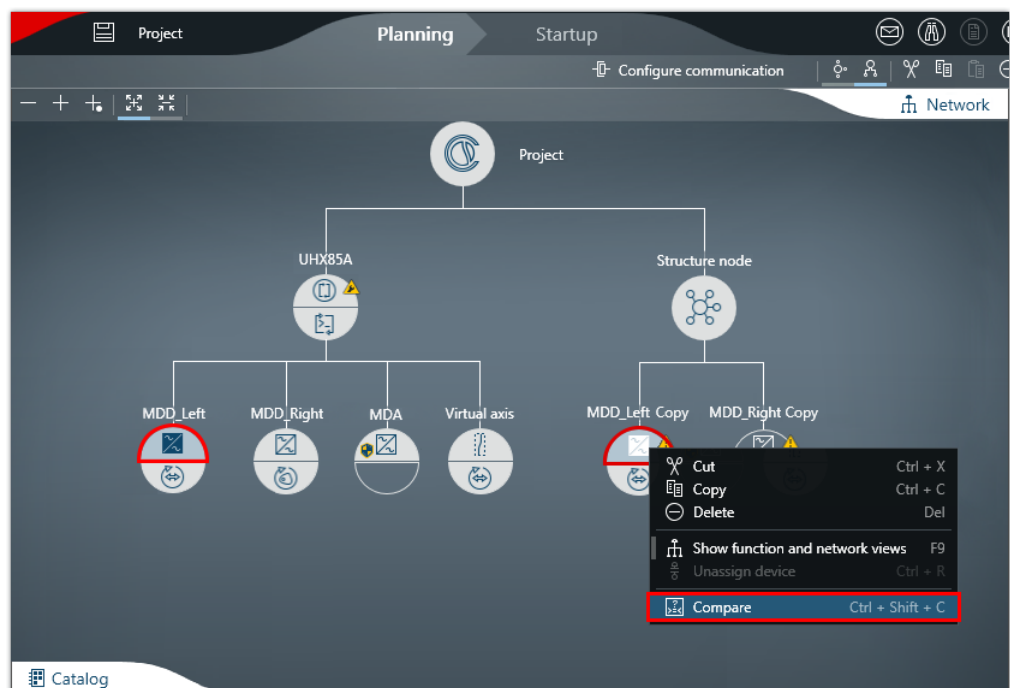 Project
Planning
Startup
Configure communication
Network
Project
UHX85A
Structure node
MDD_Left
MDD_Right
MDA
Virtual axis
MDD_Left Copy
MDD_Right Copy
Cut Ctrl + X
Copy Ctrl + C
Delete Del
Show function and network views F9
Unassign device Ctrl + R
Compare Ctrl + Shift + C
Catalog